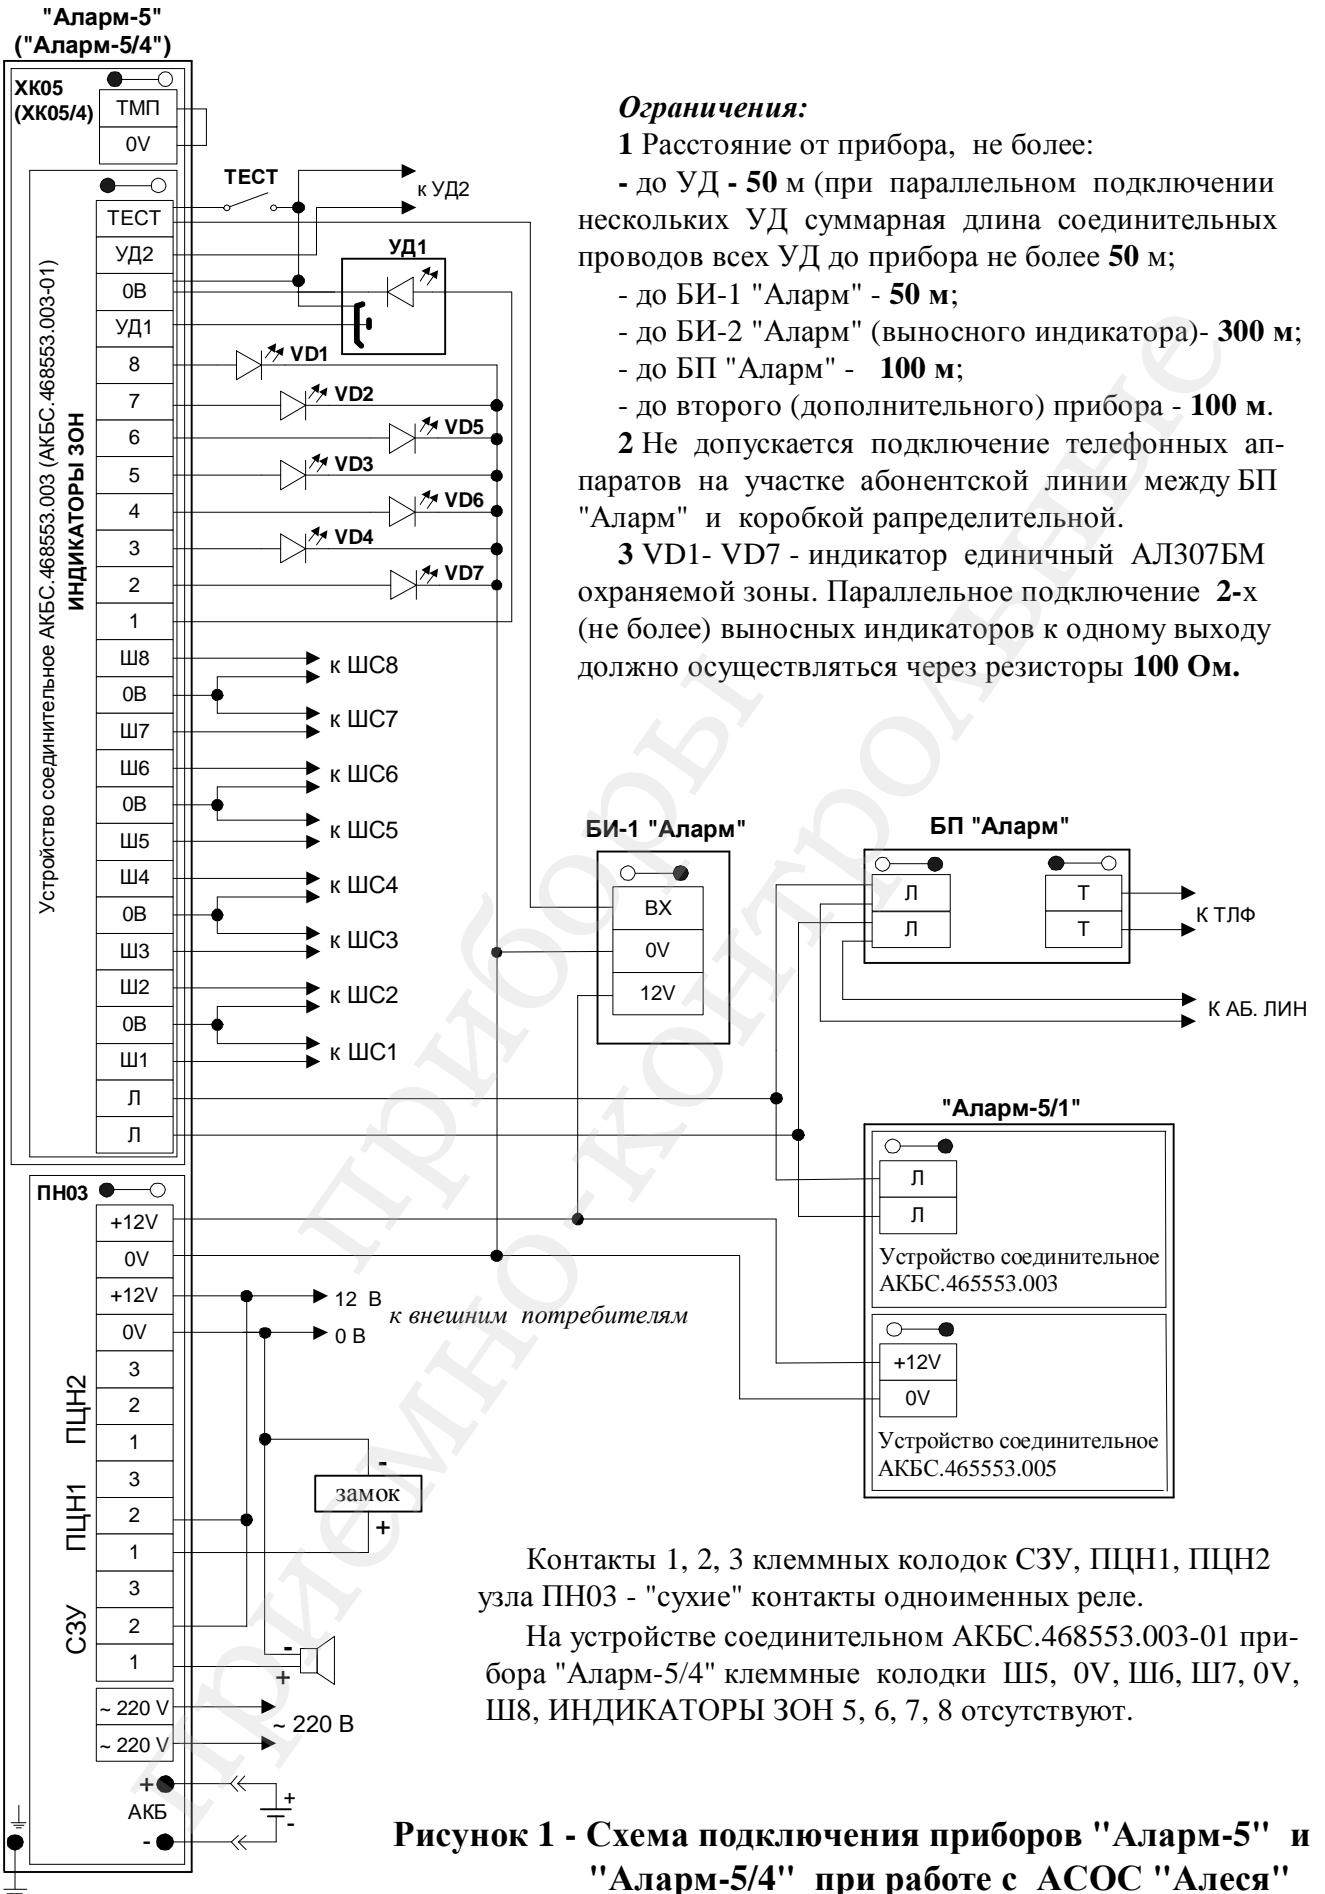 "Аларм-5"
("Аларм-5/4")
ХК05
(ХК05/4)
ТМП
0V
Устройство соединительное АКБС.468553.003 (АКБС.468553.003-01)
ИНДИКАТОРЫ ЗОН
ТЕСТ
УД2
0В
УД1
8
7
6
5
4
3
2
1
Ш8
0В
Ш7
Ш6
0В
Ш5
Ш4
0В
Ш3
Ш2
0В
Ш1
Л
Л
ТЕСТ
к УД2
УД1
VD1
VD2
VD5
VD3
VD6
VD4
VD7
к ШС8
к ШС7
к ШС6
к ШС5
к ШС4
к ШС3
к ШС2
к ШС1
Ограничения:
1 Расстояние от прибора, не более:
- до УД - 50 м (при параллельном подключении
нескольких УД суммарная длина соединительных
проводов всех УД до прибора не более 50 м;
- до БИ-1 "Аларм" - 50 м;
- до БИ-2 "Аларм" (выносного индикатора)- 300 м;
- до БП "Аларм" - 100 м;
- до второго (дополнительного) прибора - 100 м.
2 Не допускается подключение телефонных ап-
паратов на участке абонентской линии между БП
"Аларм" и коробкой рапределительной.
3 VD1- VD7 - индикатор единичный АЛ307БМ
охраняемой зоны. Параллельное подключение 2-х
(не более) выносных индикаторов к одному выходу
должно осуществляться через резисторы 100 Ом.
БИ-1 "Аларм"
ВХ
0V
12V
БП "Аларм"
Л
Л
Т
Т
К ТЛФ
К АБ. ЛИН
"Аларм-5/1"
Л
Л
Устройство соединительное
АКБС.465553.003
+12V
0V
Устройство соединительное
АКБС.465553.005
ПН03
+12V
0V
+12V
0V
ПЦН2
3
2
1
ПЦН1
3
2
1
СЗУ
3
2
1
~ 220 V
~ 220 V
+
АКБ
-
12 В
0 В
к внешним потребителям
-
замок
+
-
+
~ 220 В
+
-
Контакты 1, 2, 3 клеммных колодок СЗУ, ПЦН1, ПЦН2
узла ПН03 - "сухие" контакты одноименных реле.
На устройстве соединительном АКБС.468553.003-01 при-
бора "Аларм-5/4" клеммные колодки Ш5, 0V, Ш6, Ш7, 0V,
Ш8, ИНДИКАТОРЫ ЗОН 5, 6, 7, 8 отсутствуют.
Рисунок 1 - Схема подключения приборов "Аларм-5" и
"Аларм-5/4" при работе с АСОС "Алеся"
приборы
приемно-контрольные